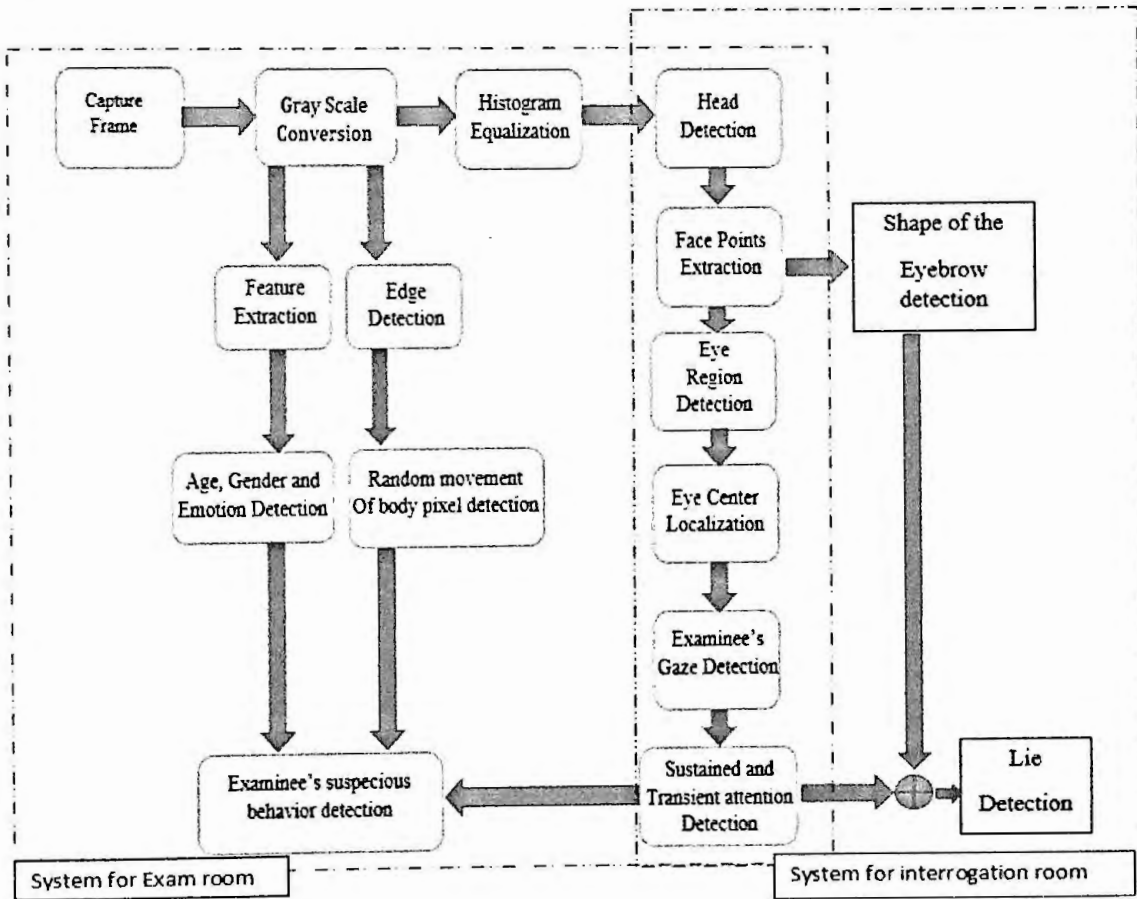 Capture
Frame
Gray Scale
Conversion
Histogram
Equalization
Head
Detection
Feature
Extraction
Edge
Detection
Face Points
Extraction
Shape of the
Eyebrow
detection
Eye
Region
Detection
Age, Gender and
Emotion Detection
Random movement
Of body pixel detection
Eye Center
Localization
Examinee's
Gaze Detection
Examinee's suspecious
behavior detection
Sustained and
Transient attention
Detection
Lie
Detection
System for Exam room
System for interrogation room